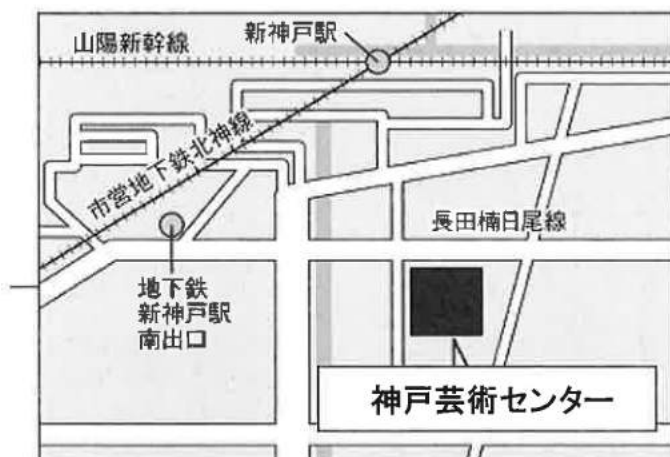 新神戸駅
山陽新幹線
市営地下鉄北神線
長田楠日尾線
地下鉄
新神戸駅
南出口
神戸芸術センター